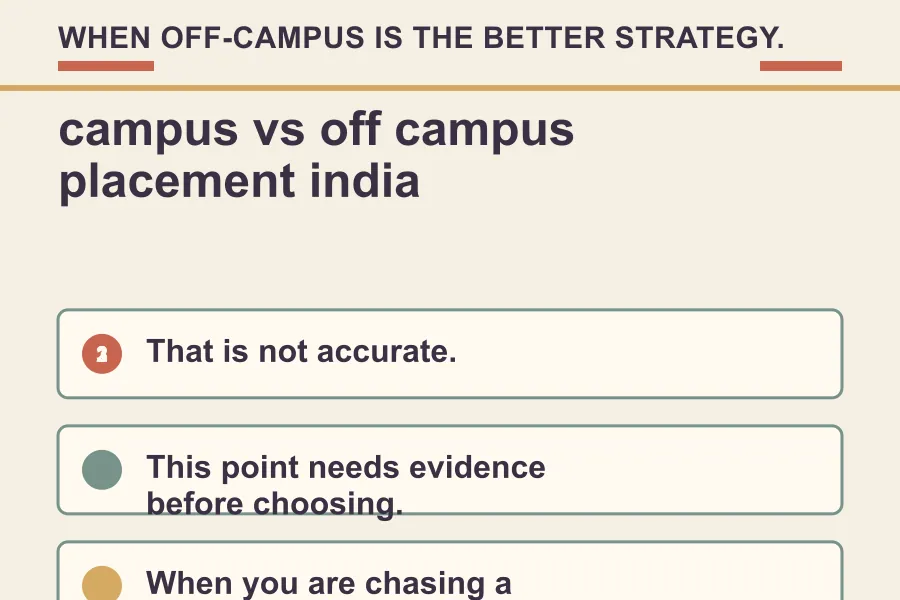 WHEN OFF-CAMPUS IS THE BETTER STRATEGY.
campus vs off campus
placement india
That is not accurate.
This point needs evidence
before choosing.
When you are chasing a